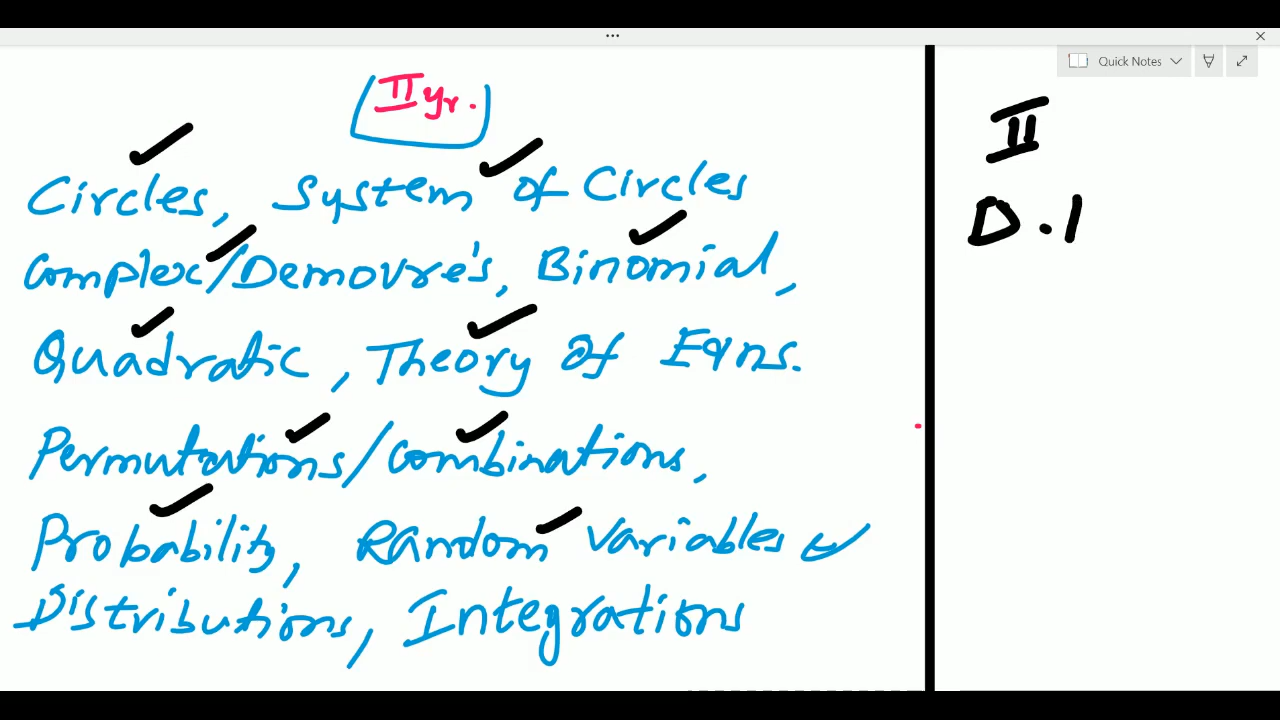 Quick Notes
II yr.
Circles, System of Circles
Complex/Demovre's, Binomial,
Quadratic, Theory of Eqns.
Permutations/Combinations,
Probability, Random Variables
Distributions, Integrations
II
D.I